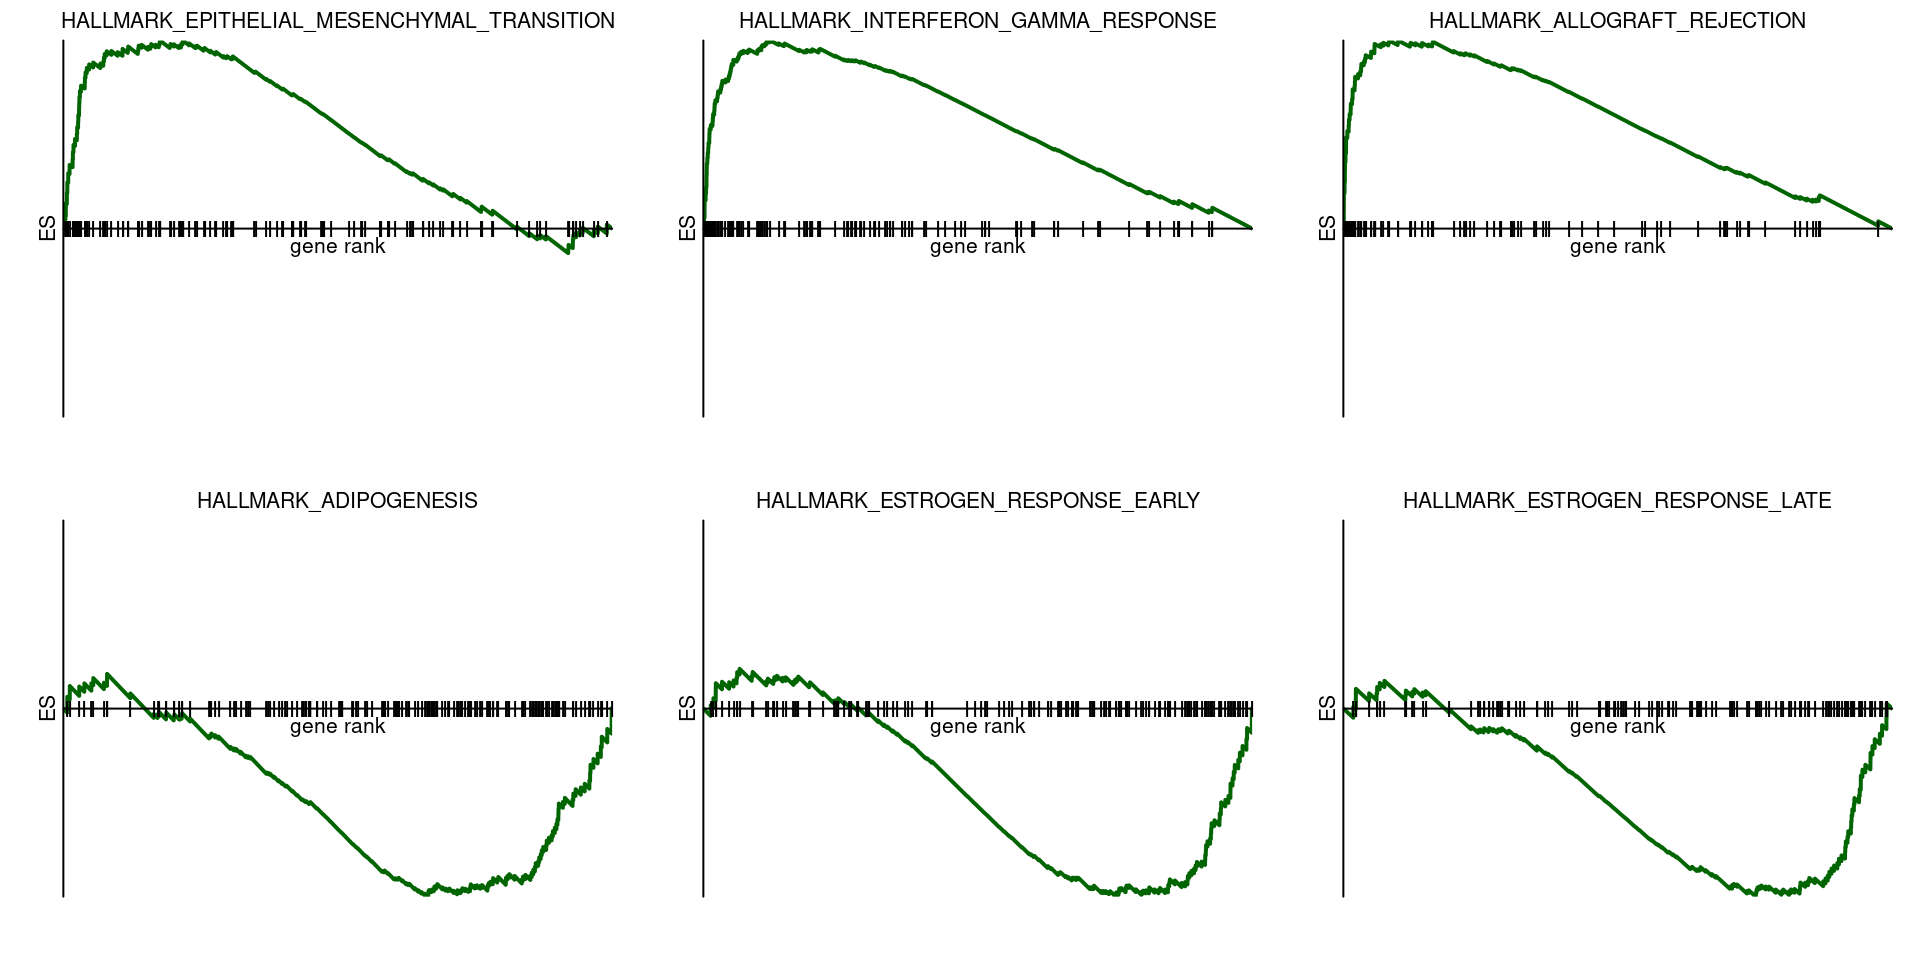 HALLMARK_EPITHELIAL_MESENCHYMAL_TRANSITION
ES
gene rank
HALLMARK_INTERFERON_GAMMA_RESPONSE
ES
gene rank
HALLMARK_ALLOGRAFT_REJECTION
ES
gene rank
HALLMARK_ADIPOGENESIS
ES
gene rank
HALLMARK_ESTROGEN_RESPONSE_EARLY
ES
gene rank
HALLMARK_ESTROGEN_RESPONSE_LATE
ES
gene rank